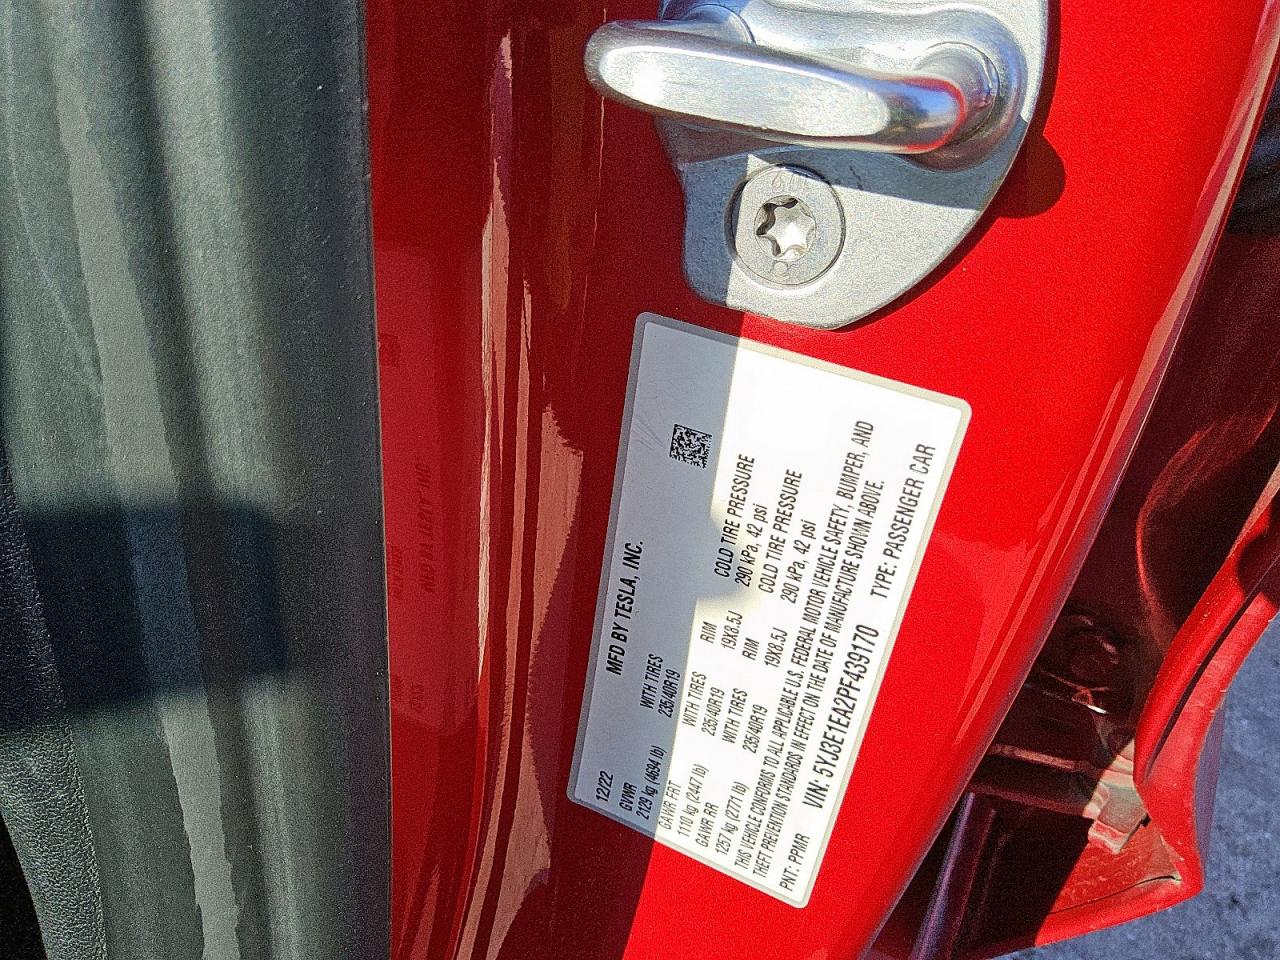 MFD BY TESLA, INC.
12/22
GVWR WITH TIRES
2129 kg (4694 lb) 235/40R19
GAWR FRT WITH TIRES RIM COLD TIRE PRESSURE
1110 kg (2447 lb) 235/40R19 19X8.5J 290 kPa, 42 psi
GAWR RR WITH TIRES RIM COLD TIRE PRESSURE
1257 kg (2771 lb) 235/40R19 19X8.5J 290 kPa, 42 psi
THIS VEHICLE CONFORMS TO ALL APPLICABLE U.S. FEDERAL MOTOR VEHICLE SAFETY, BUMPER, AND
THEFT PREVENTION STANDARDS IN EFFECT ON THE DATE OF MANUFACTURE SHOWN ABOVE.
VIN: 5YJ3E1EA2PF439170 TYPE: PASSENGER CAR
PNT: PPMR